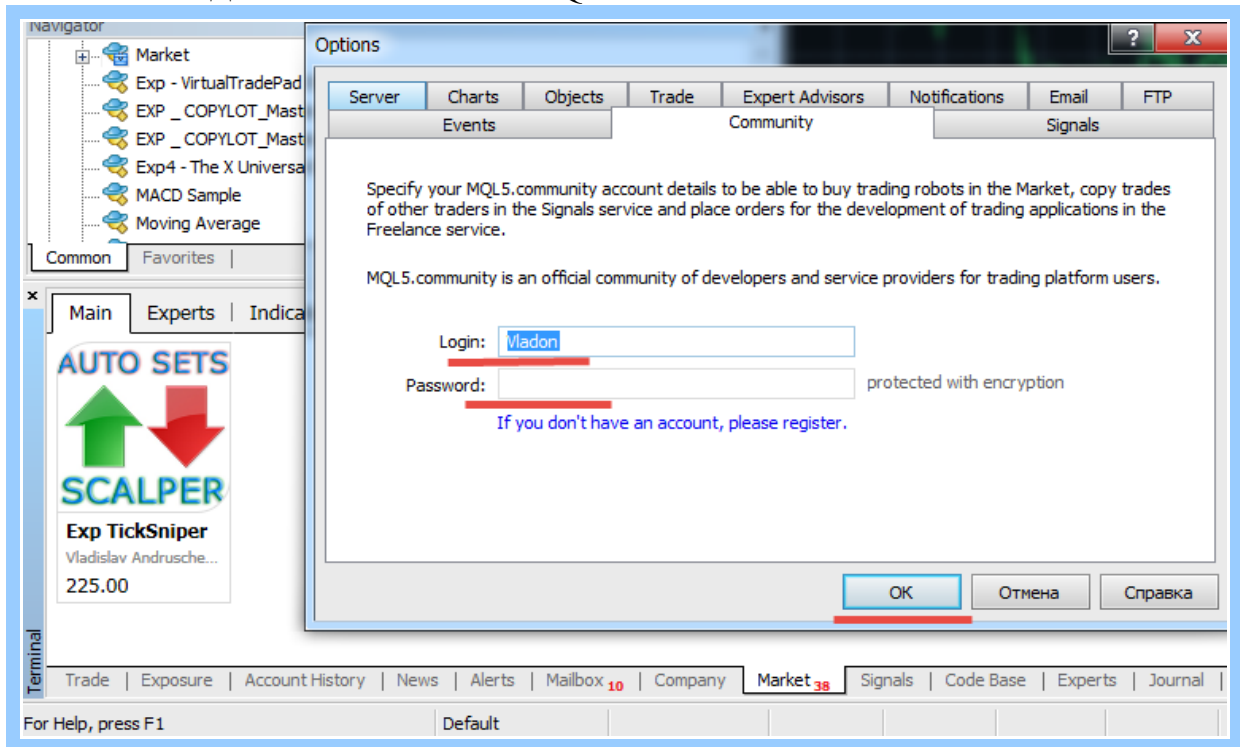 Navigator
Market
Exp - VirtualTradePad
EXP _ COPYLOT_Mast
EXP _ COPYLOT_Mast
Exp4 - The X Universa
MACD Sample
Moving Average
Common Favorites |
Options
? X
Server Charts Objects Trade Expert Advisors Notifications Email FTP
Events Community Signals
Specify your MQL5.community account details to be able to buy trading robots in the Market, copy trades
of other traders in the Signals service and place orders for the development of trading applications in the
Freelance service.
MQL5.community is an official community of developers and service providers for trading platform users.
Login: Vladon
Password: protected with encryption
If you don't have an account, please register.
OK Отмена Справка
x
Main Experts | Indica
AUTO SETS
SCALPER
Exp TickSniper
Vladislav Andrusche...
225.00
Terminal
Trade | Exposure | Account History | News | Alerts | Mailbox 10 | Company Market 38 Signals | Code Base | Experts | Journal |
For Help, press F1 Default